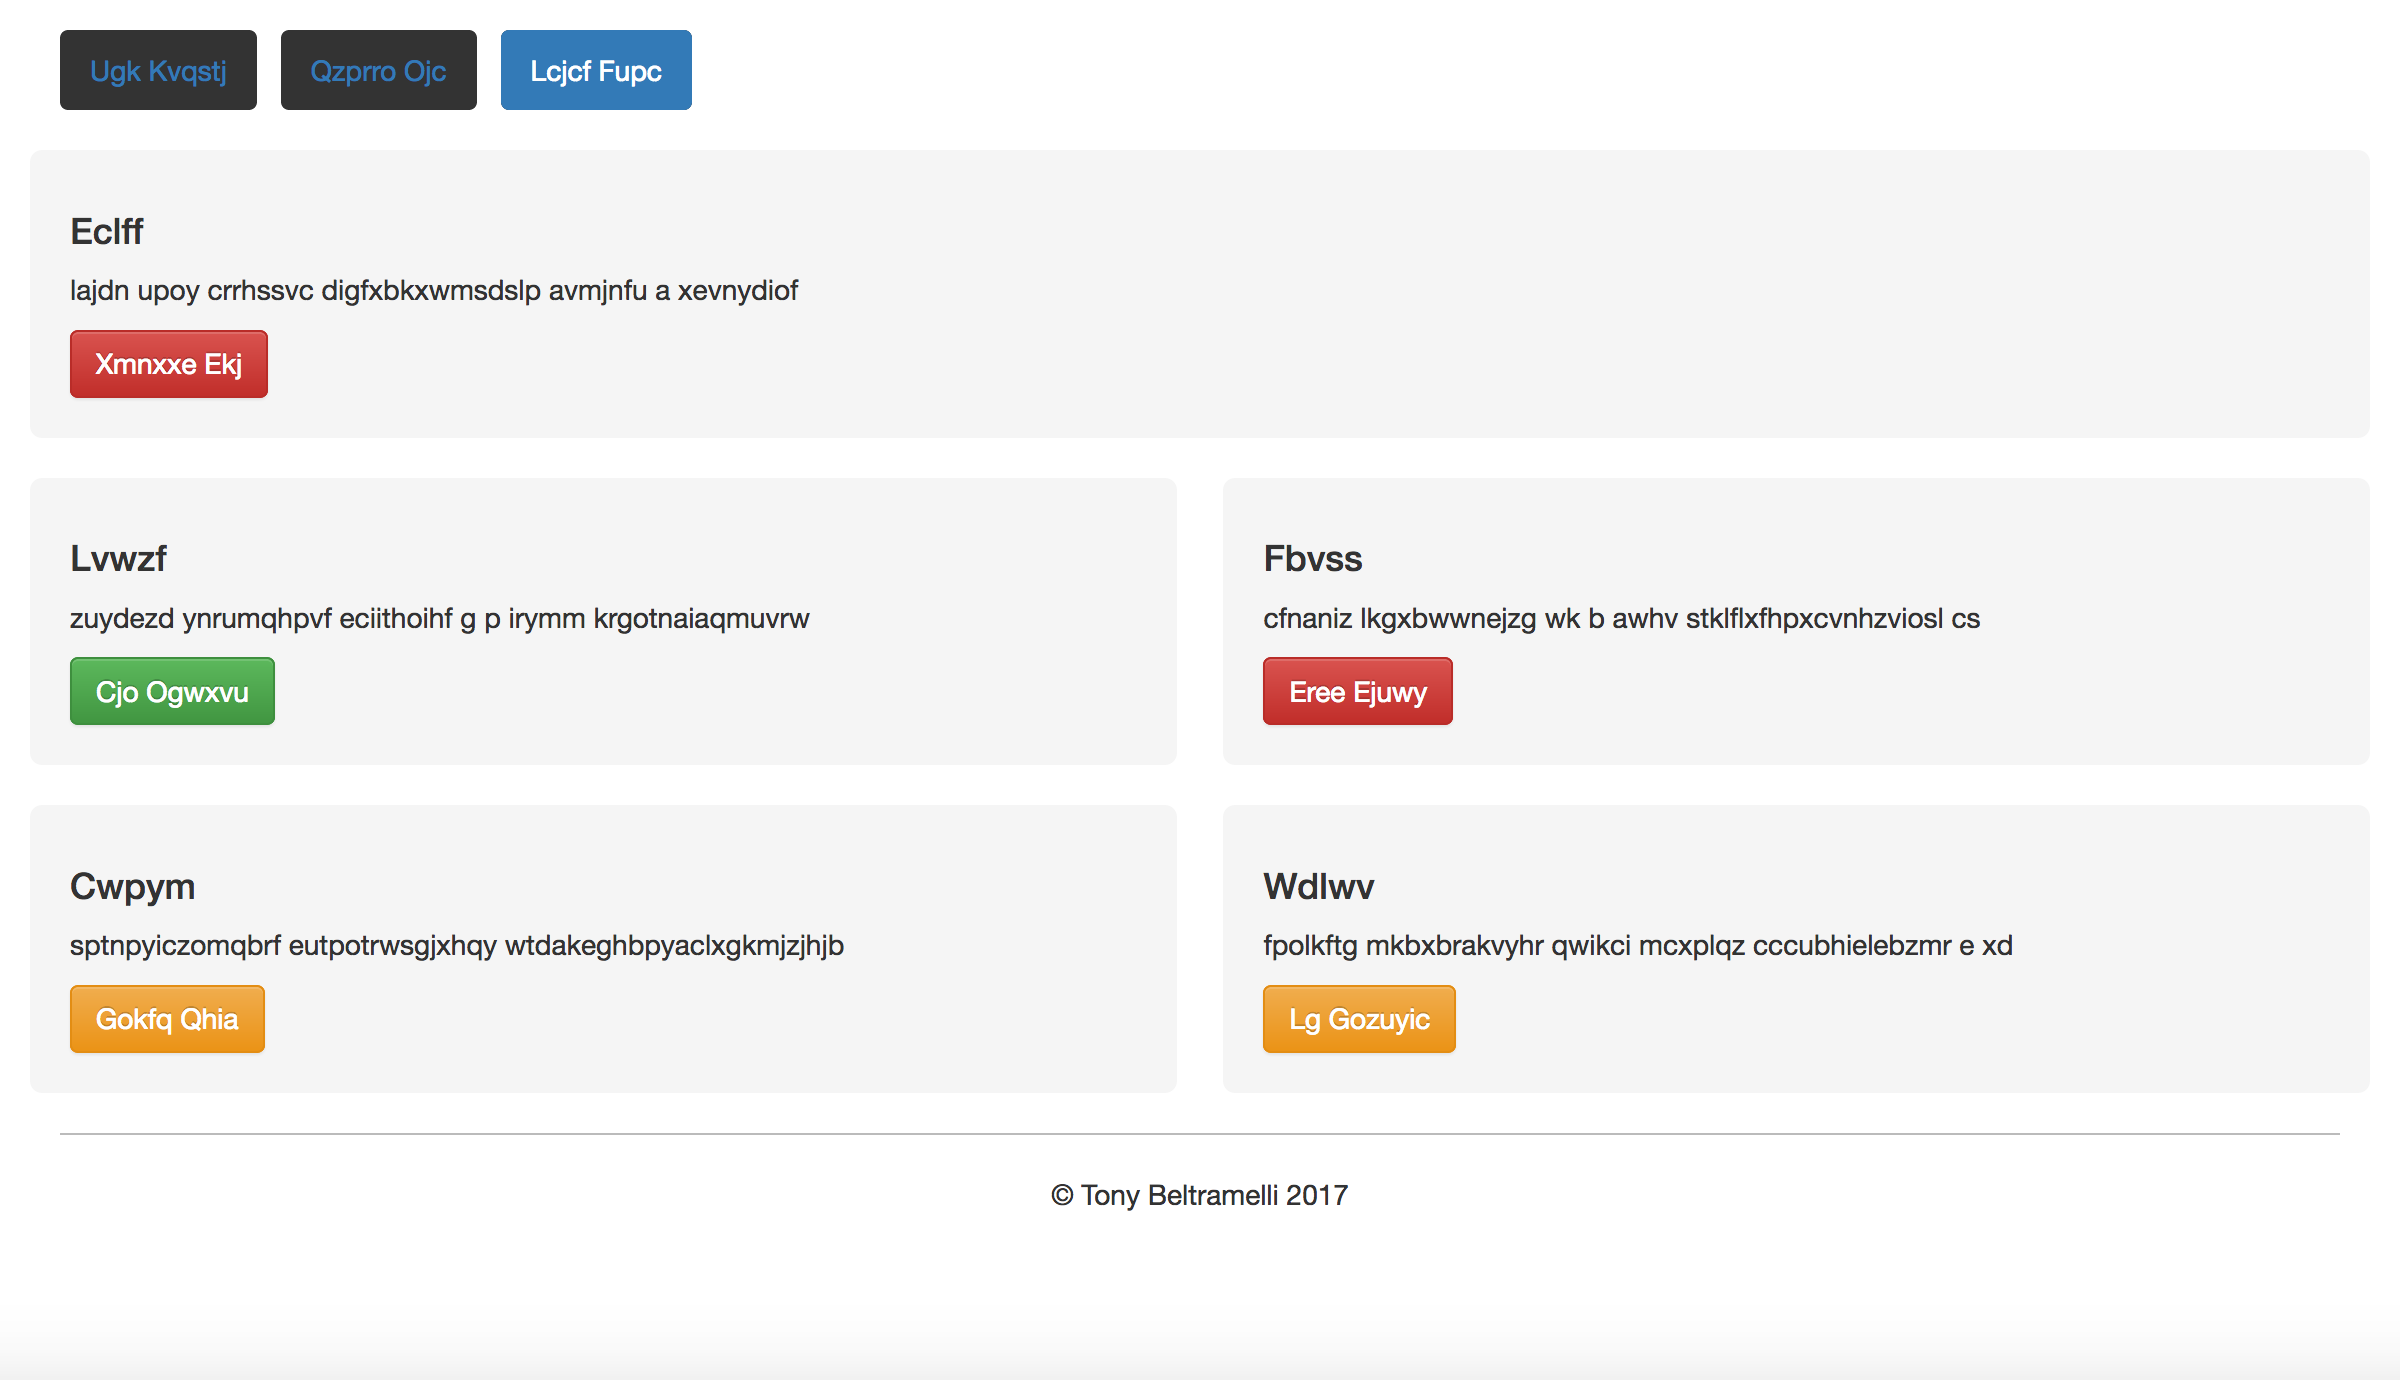 Ugk Kvqstj Qzprro Ojc Lcjcf Fupc
Eclff
lajdn upoy crrhssvc digfxbkxwmsdslp avmjnfu a xevnydiof
Xmnxxe Ekj
Lvwzf
zuydezd ynrumqhpvf eciithoihf g p irymm krgotnaiaqmuvrw
Cjo Ogwxvu
Fbvss
cfnaniz lkgxbwwnejzg wk b awhv stklflxfhpxcvnhzviosl cs
Eree Ejuwy
Cwpym
sptnpyiczomqbrf eutpotrwsgjxhqy wtdakeghbpyaclxgkmjzjhjb
Gokfq Qhia
Wdlwv
fpolkftg mkbxbrakvyhr qwikci mcxplqz cccubhielebzmr e xd
Lg Gozuyic
© Tony Beltramelli 2017